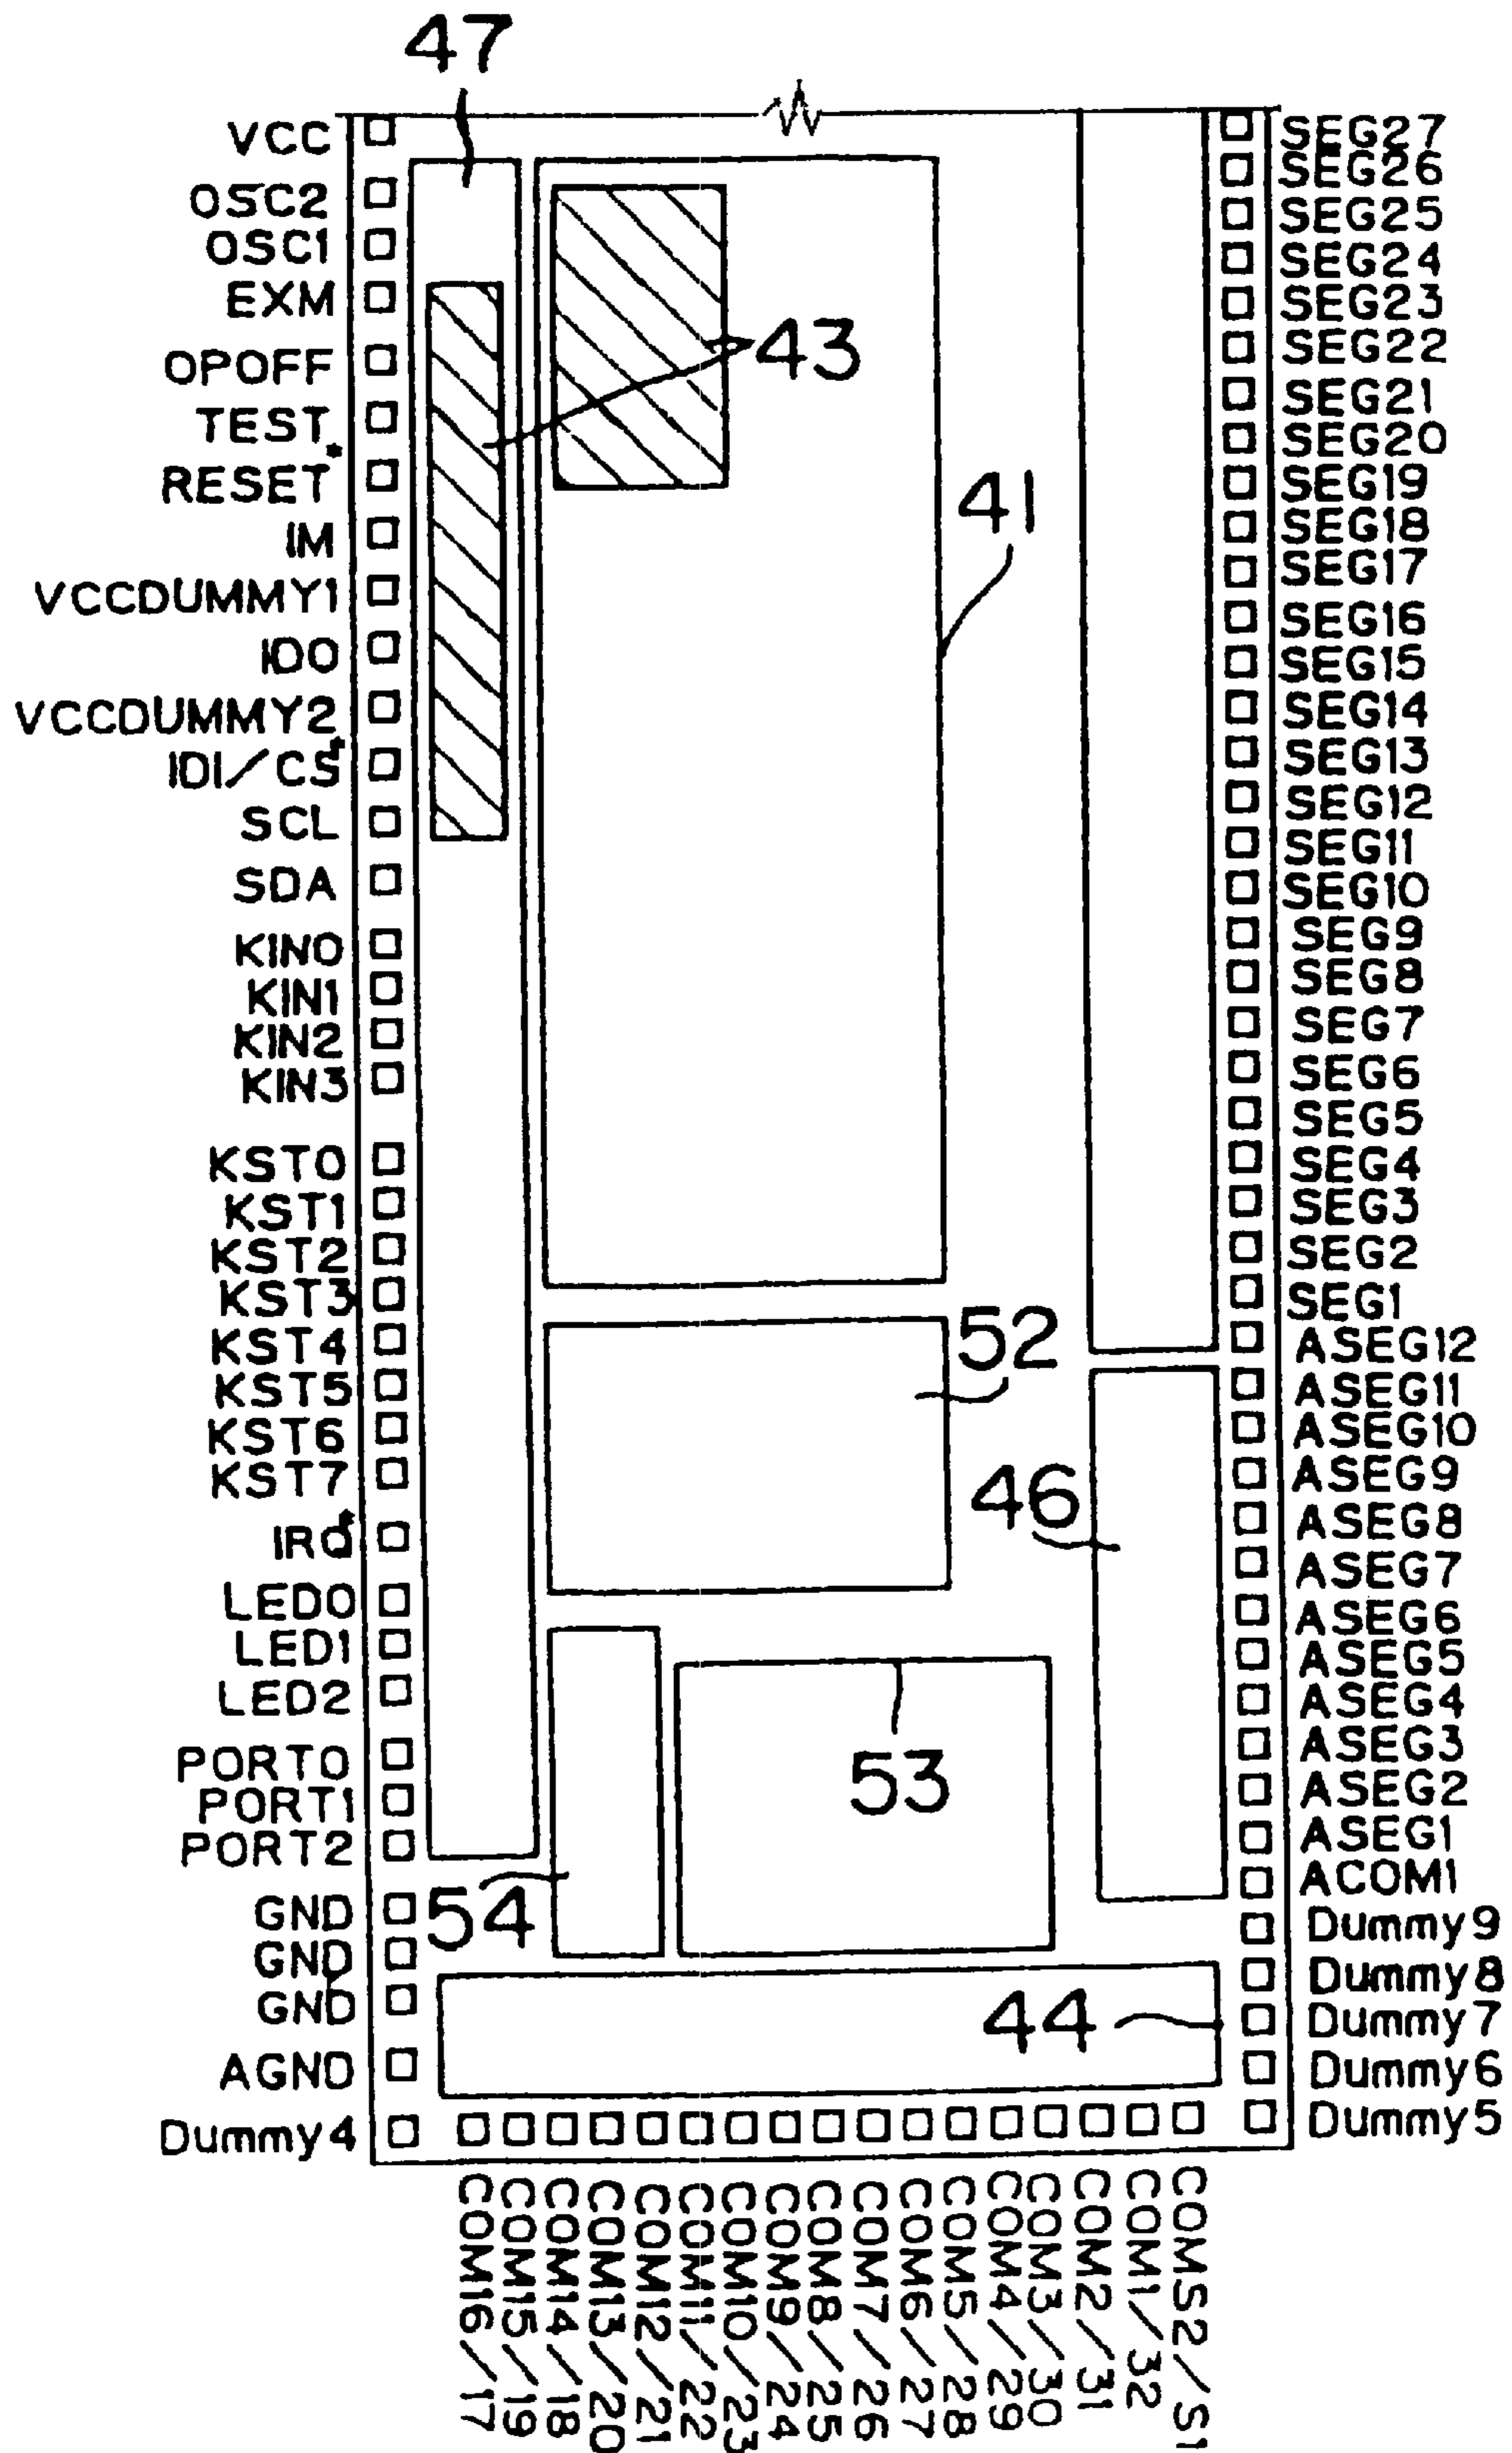 47
VCC
OSC2
OSC1
EXM
OPOFF
TEST
RESET*
IM
VCCDUMMY1
ID0
VCCDUMMY2
IDI/CS*
SCL
SDA
KIN0
KIN1
KIN2
KIN3
KST0
KST1
KST2
KST3
KST4
KST5
KST6
KST7
IRQ*
LED0
LED1
LED2
PORT0
PORT1
PORT2
GND
GND
GND
AGND
Dummy4
43
41
52
46
53
54
44
SEG27
SEG26
SEG25
SEG24
SEG23
SEG22
SEG21
SEG20
SEG19
SEG18
SEG17
SEG16
SEG15
SEG14
SEG13
SEG12
SEG11
SEG10
SEG9
SEG8
SEG7
SEG6
SEG5
SEG4
SEG3
SEG2
SEG1
ASEG12
ASEG11
ASEG10
ASEG9
ASEG8
ASEG7
ASEG6
ASEG5
ASEG4
ASEG3
ASEG2
ASEG1
ACOM1
Dummy9
Dummy8
Dummy7
Dummy6
Dummy5
COM16/17
COM15/19
COM14/18
COM13/20
COM12/21
COM11/22
COM10/23
COM9/24
COM8/25
COM7/26
COM6/27
COM5/28
COM4/29
COM3/30
COM2/31
COM1/32
COMS2/S1